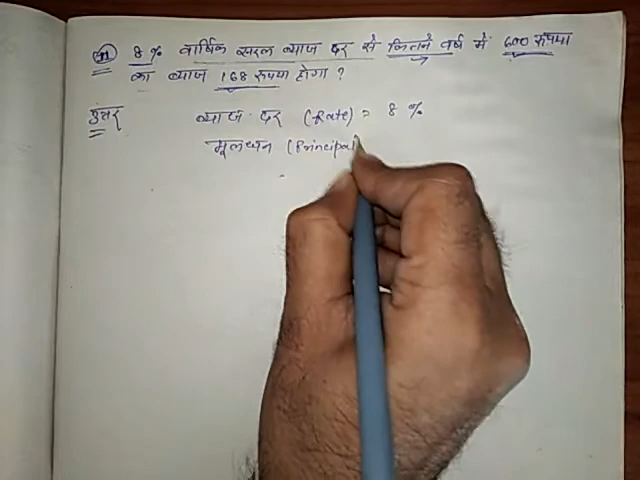 8 % वार्षिक सरल ब्याज दर से कितने वर्ष में 600 रुपया
का ब्याज 168 रुपया होगा ?
उत्तर ब्याज दर (Rate) = 8 %
मूलधन (Principal)